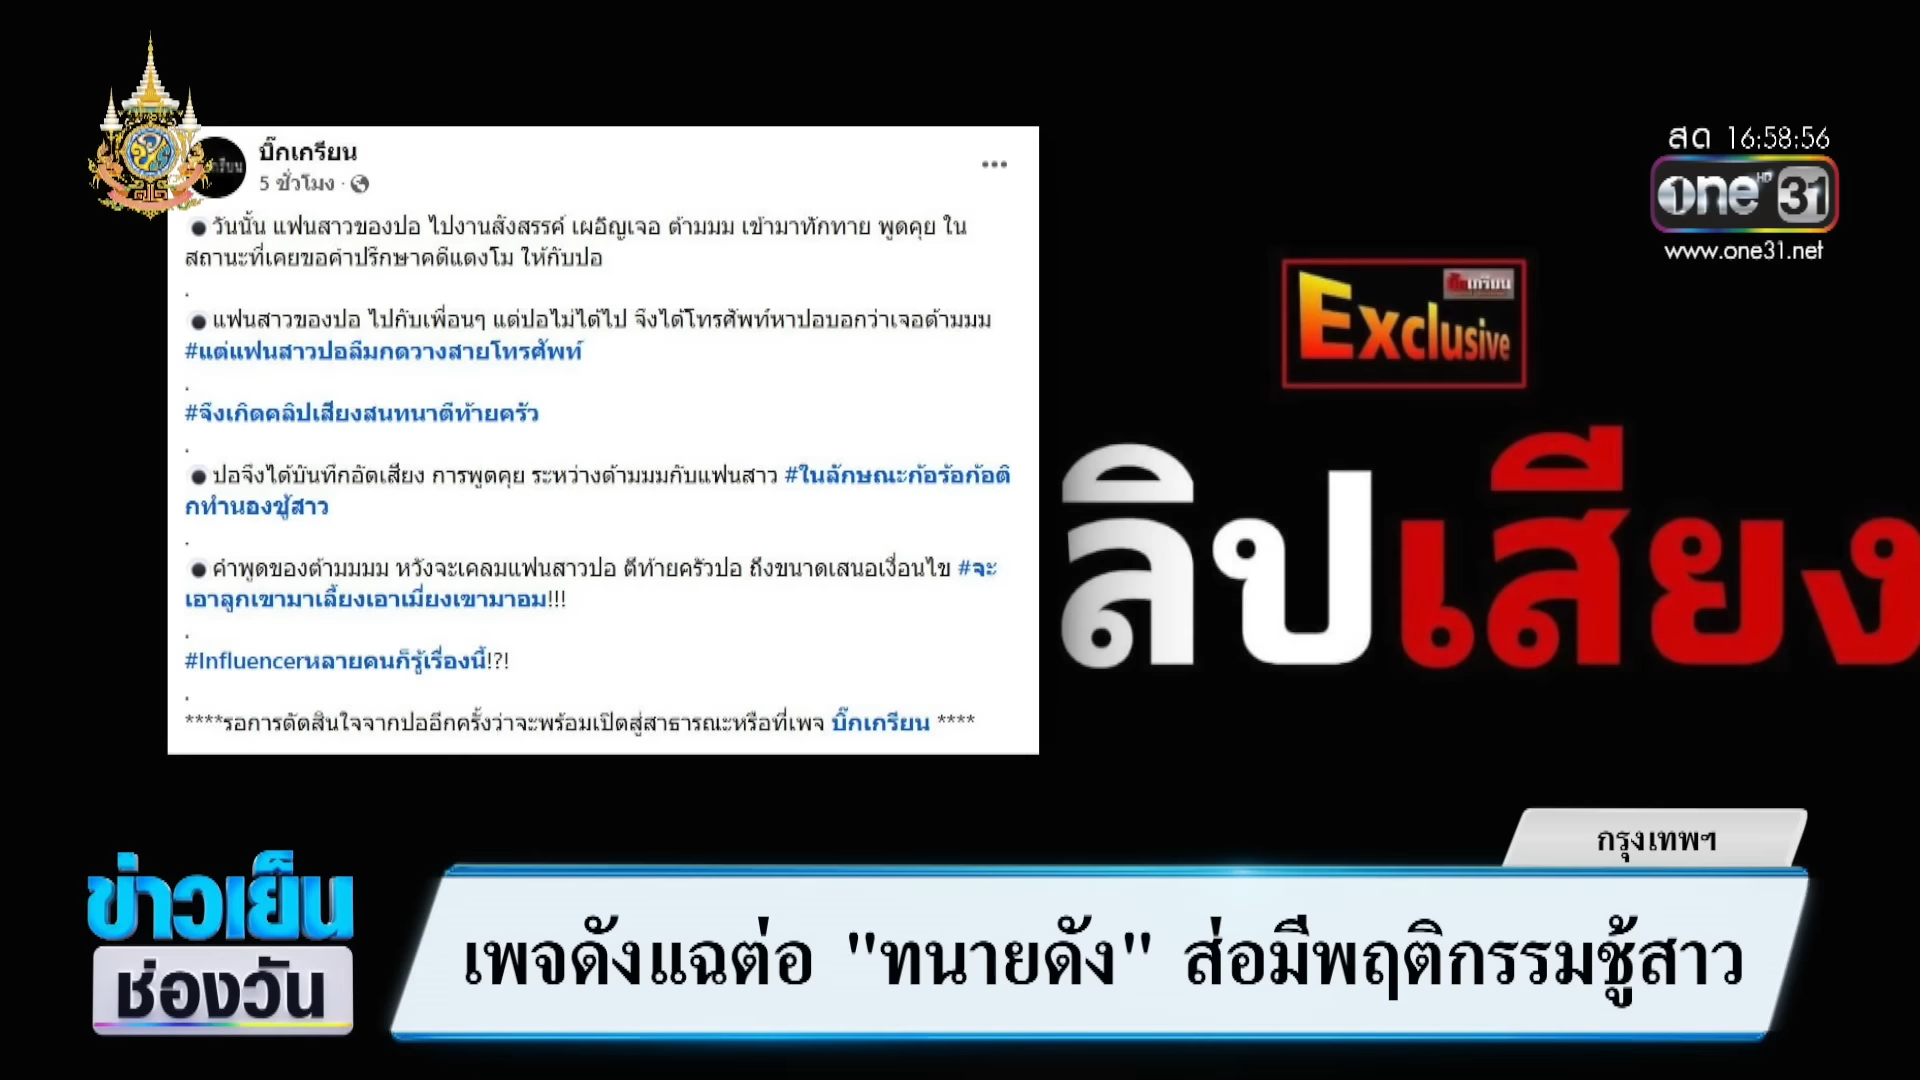 สด 16:58:56
one HD 31
www.one31.net
บิ๊กเกรียน
5 ชั่วโมง
● วันนั้น แฟนสาวของปอ ไปงานสังสรรค์ เผอิญเจอ ต้ามมม เข้ามาทักทาย พูดคุย ใน
สถานะที่เคยขอคำปรึกษาคดีแตงโม ให้กับปอ
.
● แฟนสาวของปอ ไปกับเพื่อนๆ แต่ปอไม่ได้ไป จึงได้โทรศัพท์หาปอบอกว่าเจอต้ามมม
#แต่แฟนสาวปอลืมกดวางสายโทรศัพท์
.
#จึงเกิดคลิปเสียงสนทนาตีท้ายครัว
.
● ปอจึงได้บันทึกอัดเสียง การพูดคุย ระหว่างต้ามมมกับแฟนสาว #ในลักษณะก้อร้อก้อติ
กทำนองชู้สาว
.
● คำพูดของต้ามมมม หวังจะเคลมแฟนสาวปอ ตีท้ายครัวปอ ถึงขนาดเสนอเงื่อนไข #จะ
เอาลูกเขามาเลี้ยงเอาเมี่ยงเขามาอม!!!
.
#Influencerหลายคนก็รู้เรื่องนี้!?!
.
****รอการตัดสินใจจากปออีกครั้งว่าจะพร้อมเปิดสู่สาธารณะหรือที่เพจ บิ๊กเกรียน ****
บิ๊กเกรียน
Exclusive
ลิปเสียง
กรุงเทพฯ
ข่าวเย็น
ช่องวัน
เพจดังแฉต่อ "ทนายดัง" ส่อมีพฤติกรรมชู้สาว